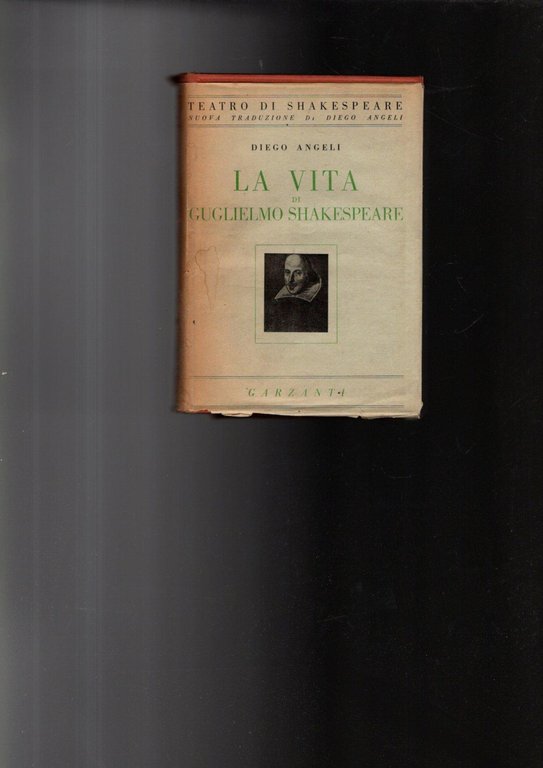 TEATRO DI SHAKESPEARE
NUOVA TRADUZIONE DI DIEGO ANGELI
DIEGO ANGELI
LA VITA
DI
GUGLIELMO SHAKESPEARE
GARZANTI